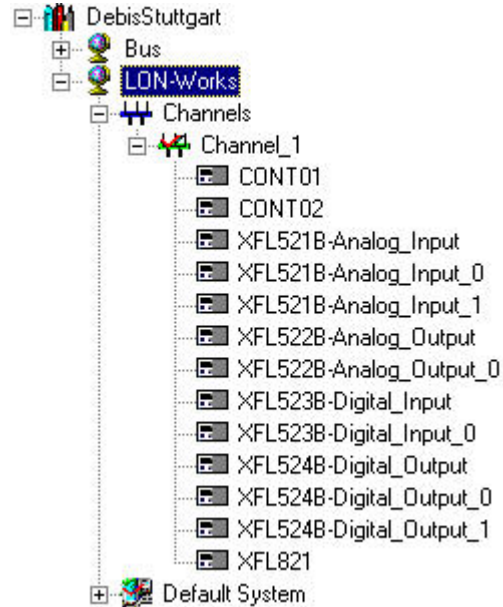 DebisStuttgart
Bus
LON-Works
Channels
Channel_1
CONT01
CONT02
XFL521B-Analog_Input
XFL521B-Analog_Input_0
XFL521B-Analog_Input_1
XFL522B-Analog_Output
XFL522B-Analog_Output_0
XFL523B-Digital_Input
XFL523B-Digital_Input_0
XFL524B-Digital_Output
XFL524B-Digital_Output_0
XFL524B-Digital_Output_1
XFL821
Default System